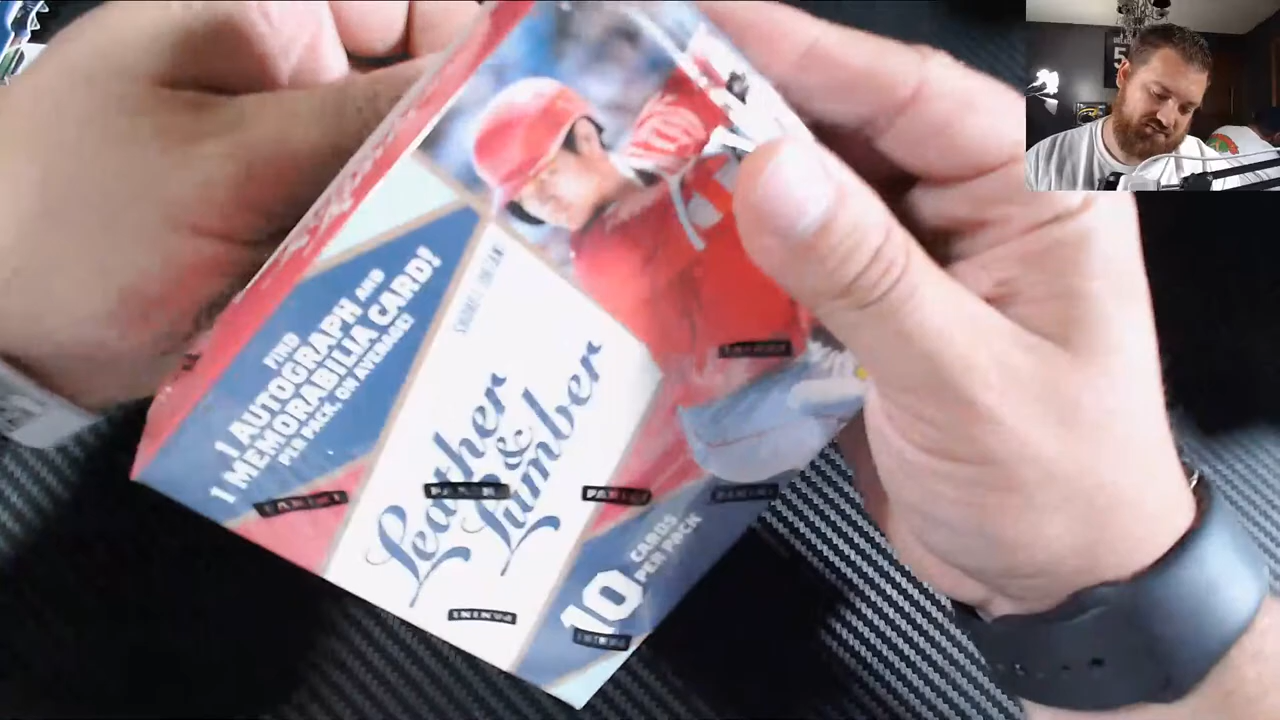 FIND
1 AUTOGRAPH AND
1 MEMORABILIA CARD!
PER PACK, ON AVERAGE!
SHOHEI OHTANI
Leather
&
Lumber
10
CARDS
PER PACK
PANINI
PANINI
PANINI
PANINI
PANINI
5